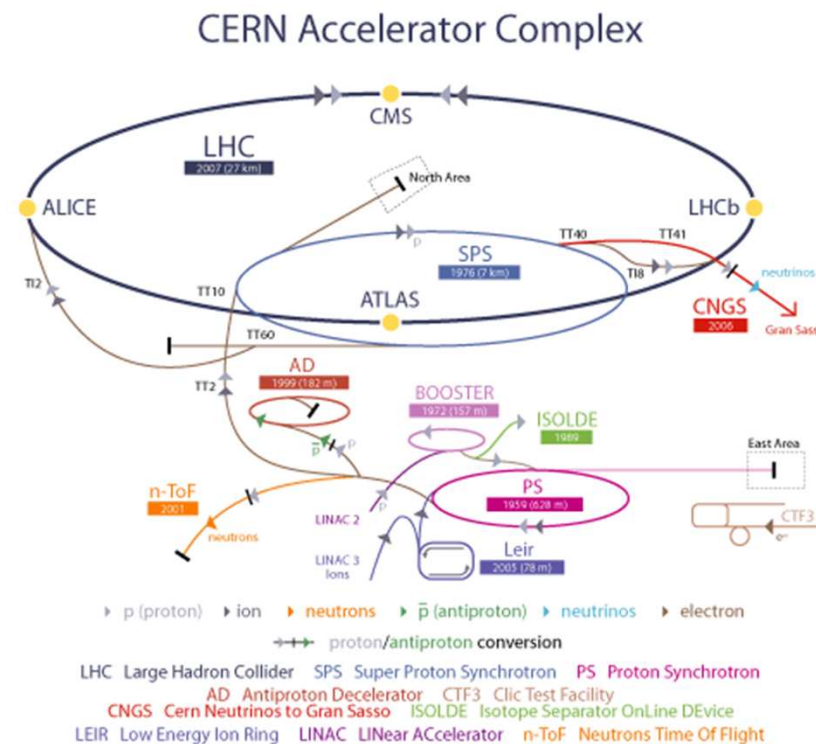 CERN Accelerator Complex
CMS
LHC
2007 (27 km)
North Area
ALICE
LHCb
TT40
TT41
SPS
1976 (7 km)
p
TI8
neutrinos
TI2
TT10
ATLAS
CNGS
2006
Gran Sasso
TT60
AD
1999 (182 m)
TT2
BOOSTER
1972 (157 m)
ISOLDE
1989
p̅
p
East Area
n-ToF
2001
PS
1959 (628 m)
p
LINAC 2
CTF3
e-
neutrons
LINAC 3
Ions
Leir
2005 (78 m)
p (proton) ion neutrons p̅ (antiproton) neutrinos electron
proton/antiproton conversion
LHC Large Hadron Collider SPS Super Proton Synchrotron PS Proton Synchrotron
AD Antiproton Decelerator CTF3 Clic Test Facility
CNGS Cern Neutrinos to Gran Sasso ISOLDE Isotope Separator OnLine DEvice
LEIR Low Energy Ion Ring LINAC LINear ACcelerator n-ToF Neutrons Time Of Flight